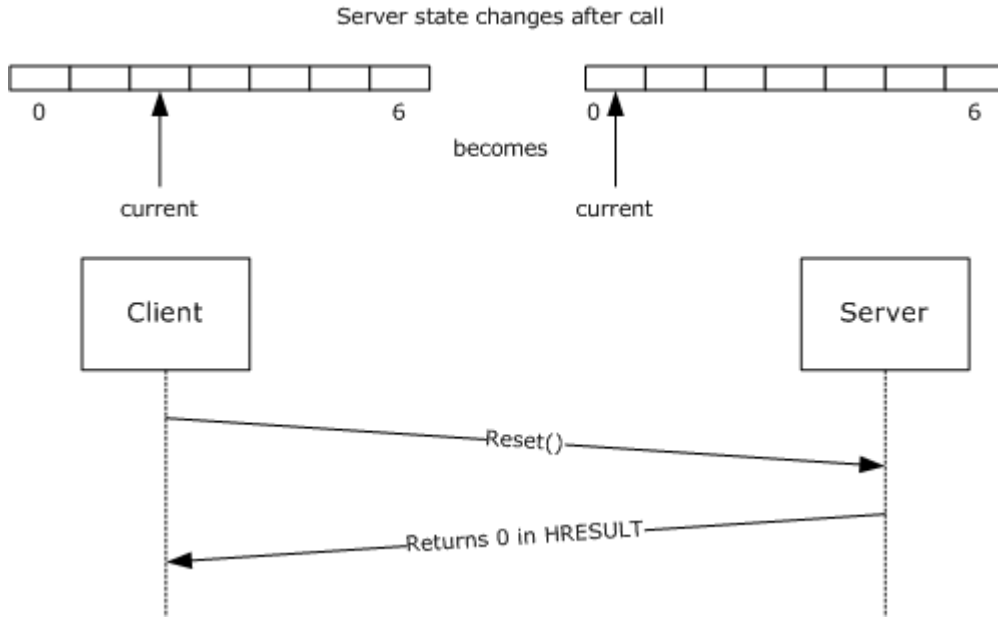 Server state changes after call
0 6 0 6
becomes
current current
Client Server
Reset()
Returns 0 in HRESULT